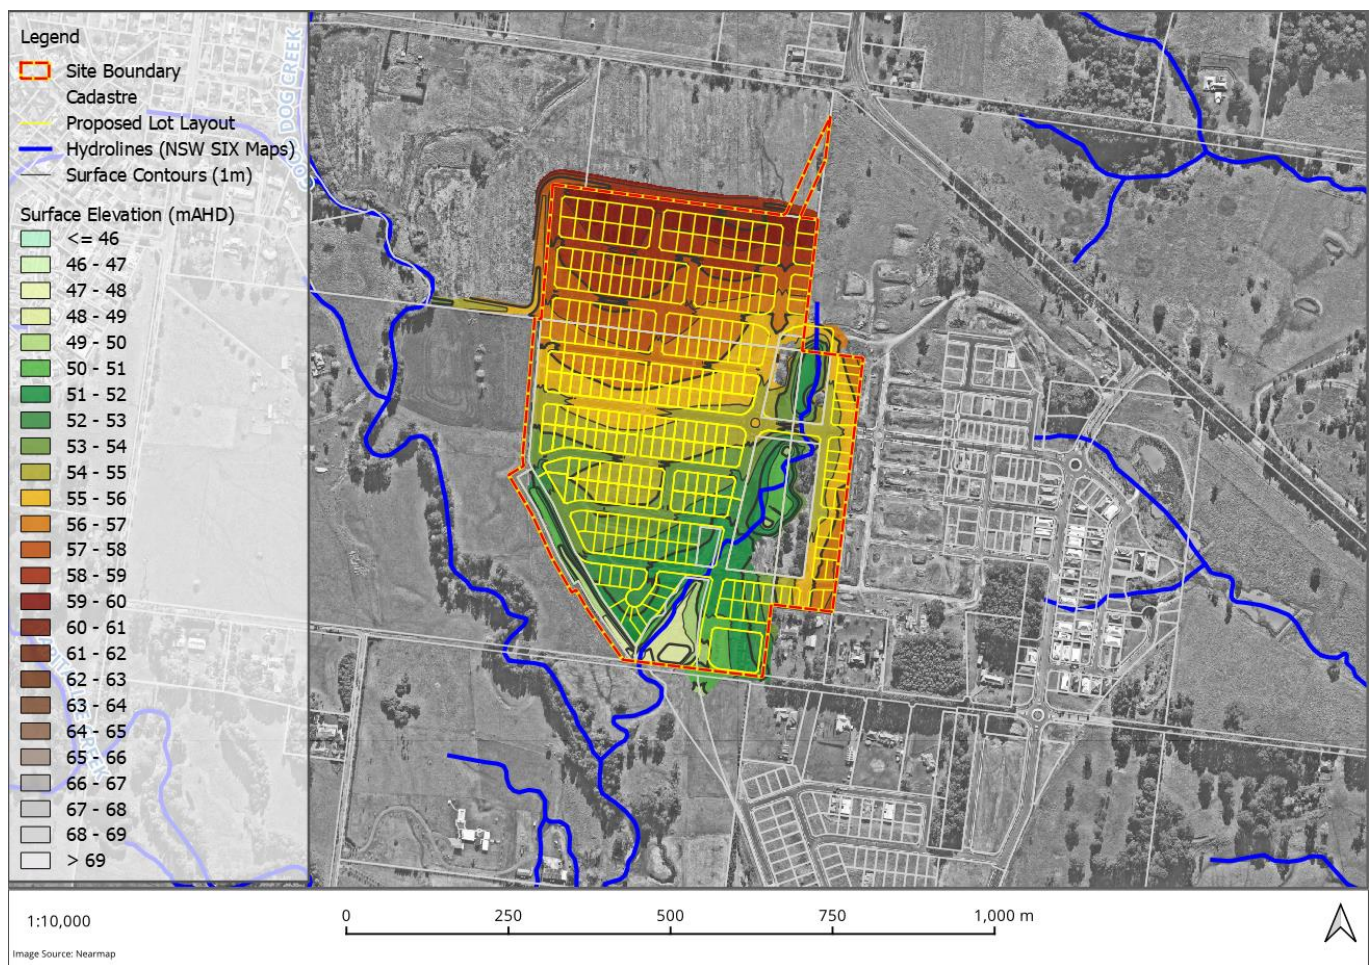 Legend
Site Boundary
Cadastre
Proposed Lot Layout
Hydrolines (NSW SIX Maps)
Surface Contours (1m)
Surface Elevation (mAHD)
<= 46
46 - 47
47 - 48
48 - 49
49 - 50
50 - 51
51 - 52
52 - 53
53 - 54
54 - 55
55 - 56
56 - 57
57 - 58
58 - 59
59 - 60
60 - 61
61 - 62
62 - 63
63 - 64
64 - 65
65 - 66
66 - 67
67 - 68
68 - 69
> 69
DOG CREEK
CREEK
1:10,000
0 250 500 750 1,000 m
Image Source: Nearmap